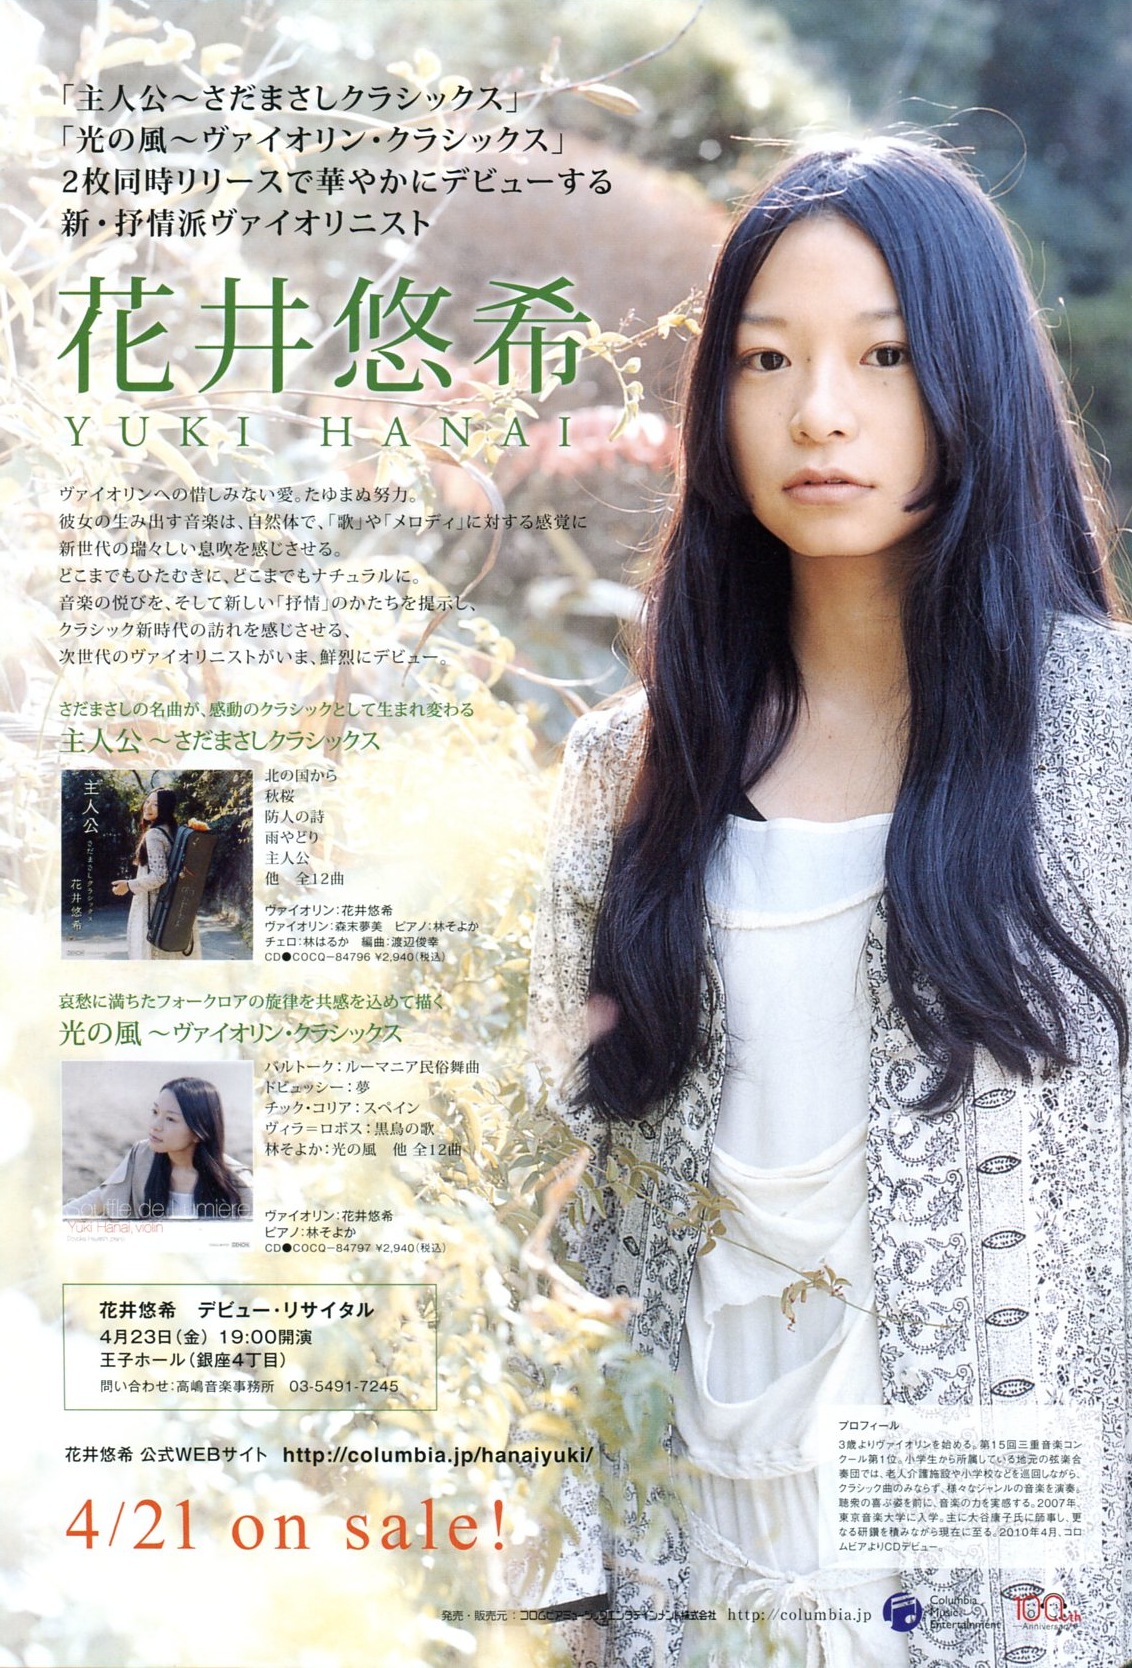 「主人公〜さだまさしクラシックス」
「光の風〜ヴァイオリン・クラシックス」
2枚同時リリースで華やかにデビューする
新・抒情派ヴァイオリニスト
花井悠希
YUKI HANAI
ヴァイオリンへの惜しみない愛。たゆまぬ努力。
彼女の生み出す音楽は、自然体で、「歌」や「メロディ」に対する感覚に
新世代の瑞々しい息吹を感じさせる。
どこまでもひたむきに、どこまでもナチュラルに。
音楽の悦びを、そして新しい「抒情」のかたちを提示し、
クラシック新時代の訪れを感じさせる、
次世代のヴァイオリニストがいま、鮮烈にデビュー。
さだまさしの名曲が、感動のクラシックとして生まれ変わる
主人公 〜さだまさしクラシックス
主人公
さだまさしクラシックス
花井悠希
DENON
北の国から
秋桜
防人の詩
雨やどり
主人公
他　全12曲
ヴァイオリン：花井悠希
ヴァイオリン：森末夢美　ピアノ：林そよか
チェロ：林はるか　編曲：渡辺俊幸
CD●COCQ−84796 ¥2,940（税込）
哀愁に満ちたフォークロアの旋律を共感を込めて描く
光の風 〜ヴァイオリン・クラシックス
Souffle de Lumière
Yuki Hanai, violin
DENON
バルトーク：ルーマニア民俗舞曲
ドビュッシー：夢
チック・コリア：スペイン
ヴィラ＝ロボス：黒鳥の歌
林そよか：光の風　他 全12曲
ヴァイオリン：花井悠希
ピアノ：林そよか
CD●COCQ−84797 ¥2,940（税込）
花井悠希　デビュー・リサイタル
4月23日（金） 19:00開演
王子ホール（銀座4丁目）
問い合わせ：高嶋音楽事務所　03-5491-7245
花井悠希 公式WEBサイト　http://columbia.jp/hanaiyuki/
4/21 on sale!
プロフィール
3歳よりヴァイオリンを始める。第15回三重音楽コン
クール第1位。小学生から所属している地元の弦楽合
奏団では、老人介護施設や小学校などを巡回しながら、
クラシック曲のみならず、様々なジャンルの音楽を演奏。
聴衆の喜ぶ姿を前に、音楽の力を実感する。2007年、
東京音楽大学に入学。主に大谷康子氏に師事し、更
なる研鑽を積みながら現在に至る。2010年4月、コロ
ムビアよりCDデビュー。
発売・販売元：コロムビアミュージックエンタテインメント株式会社　http://columbia.jp
Columbia
Music
Entertainment
100th
Anniversary